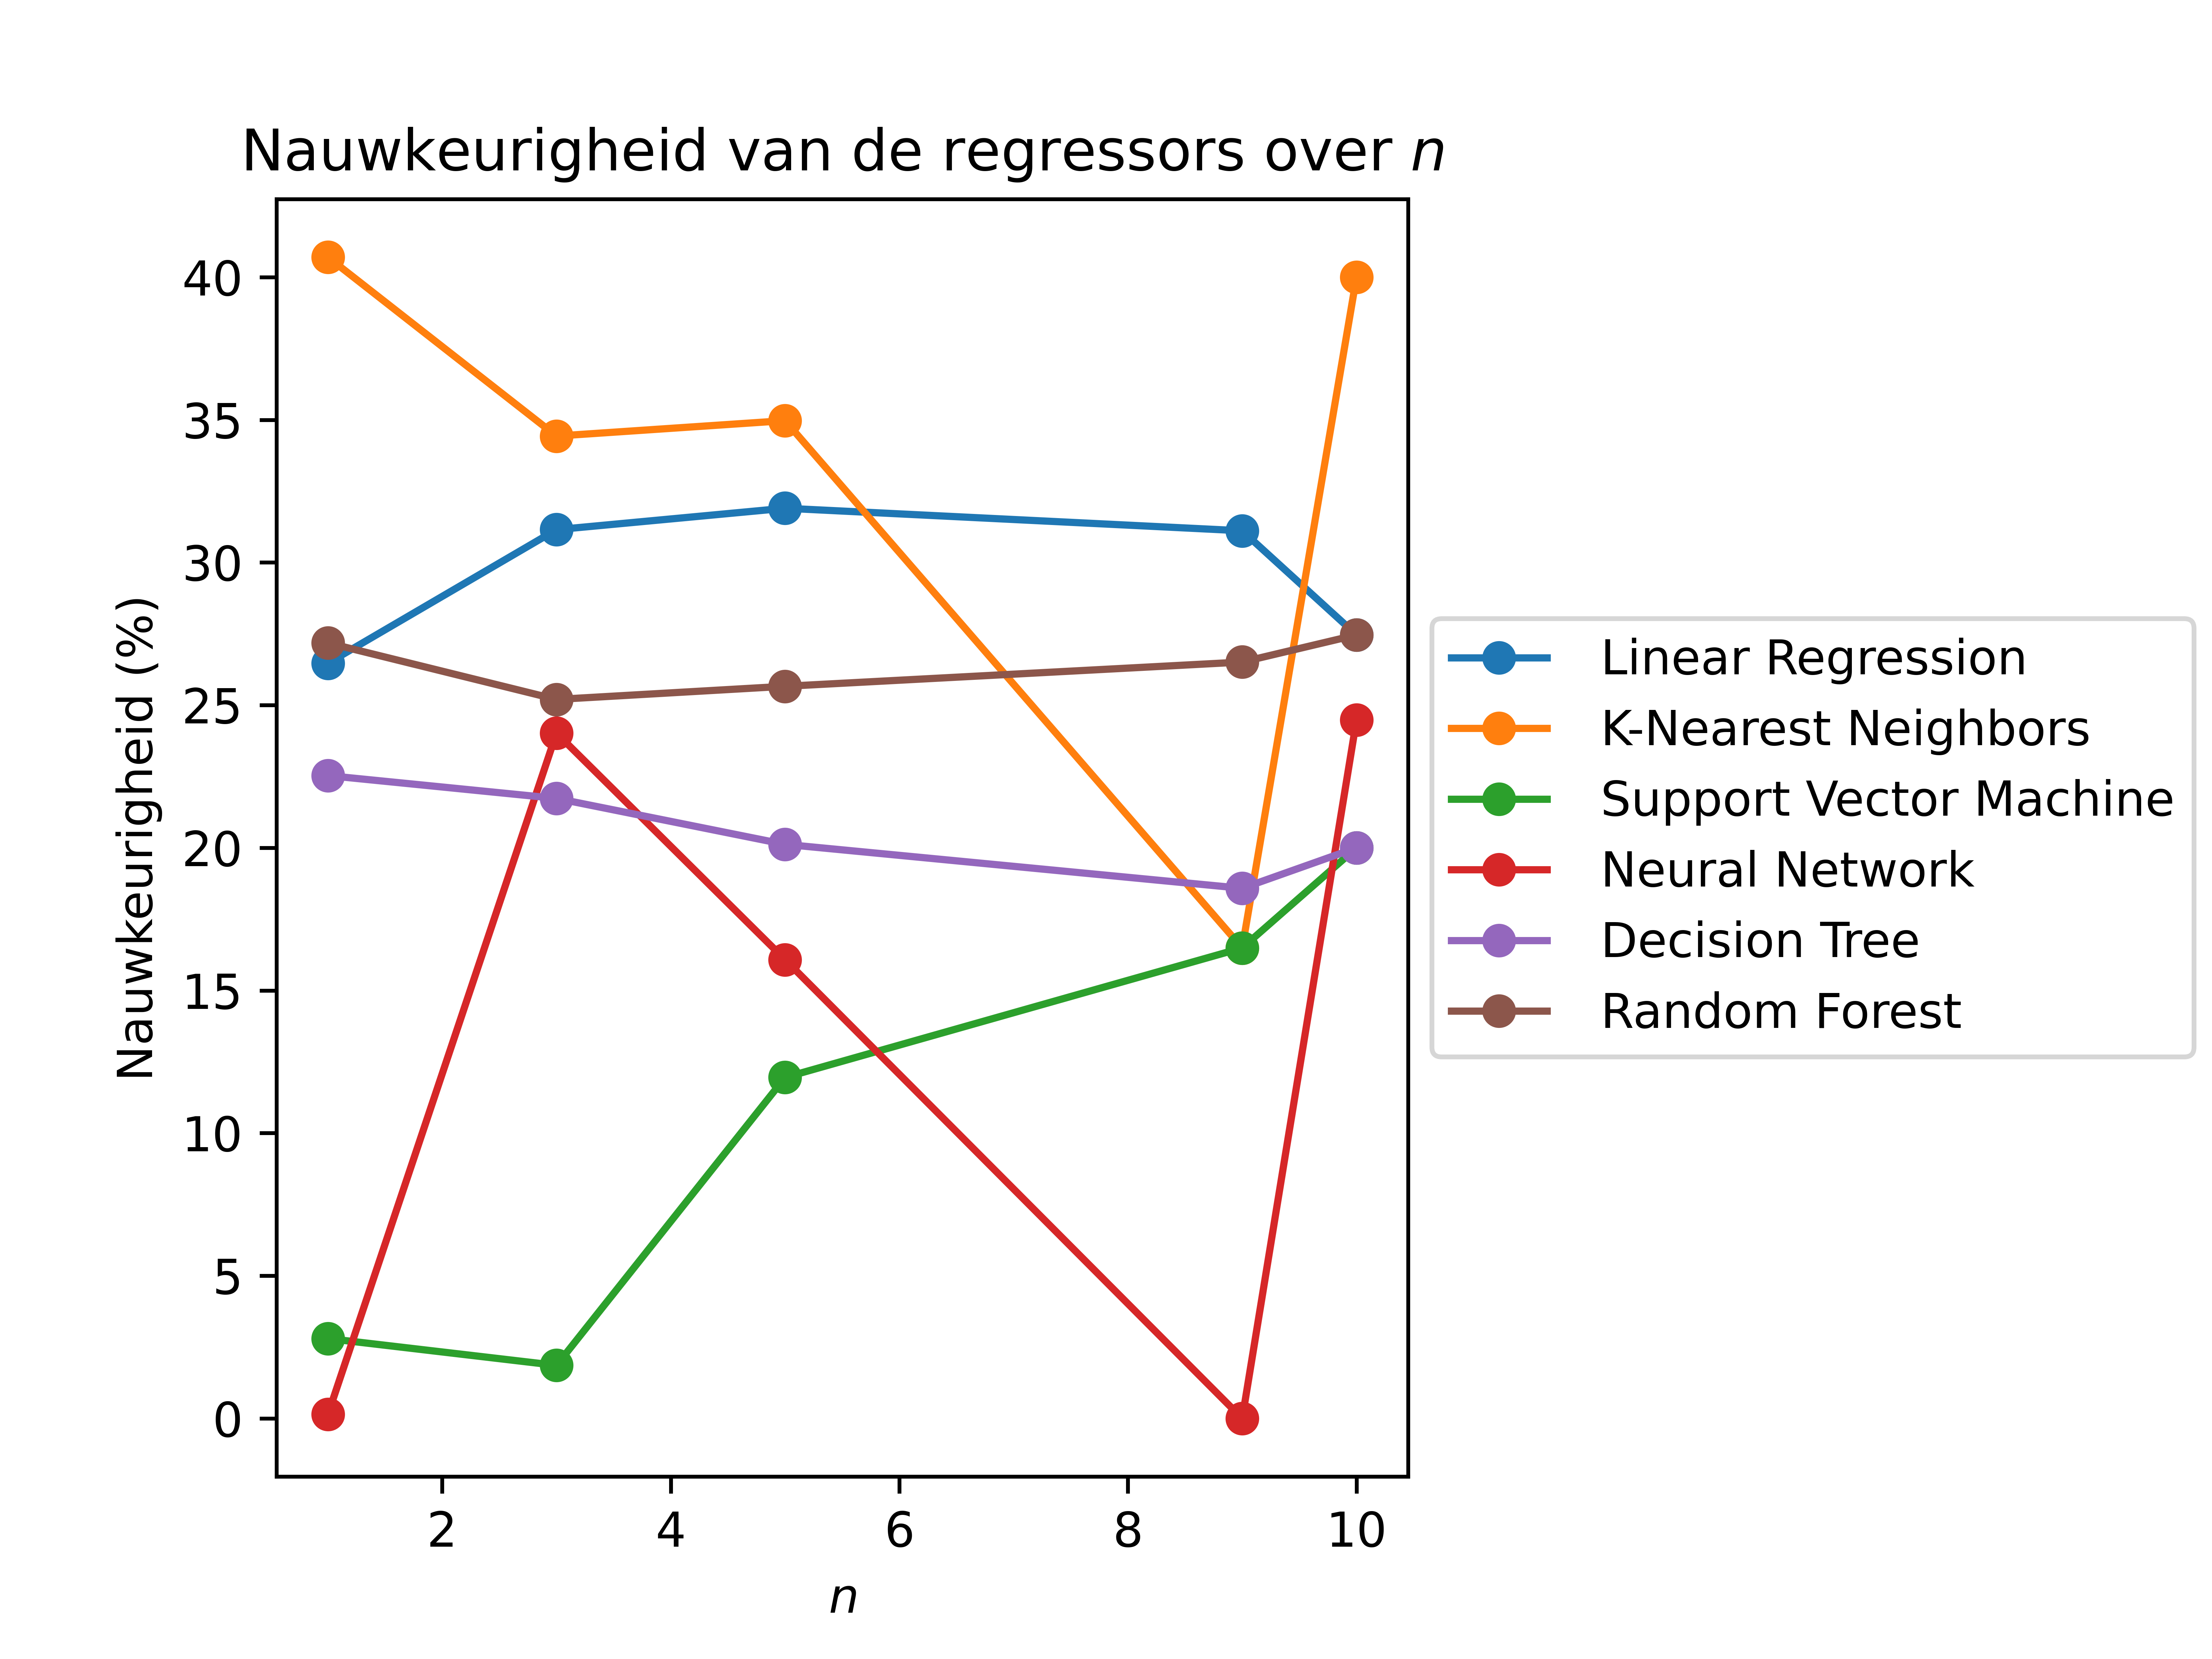 Nauwkeurigheid van de regressors over n
Nauwkeurigheid (%)
40
35
30
25
20
15
10
5
0
2 4 6 8 10
n
Linear Regression
K-Nearest Neighbors
Support Vector Machine
Neural Network
Decision Tree
Random Forest